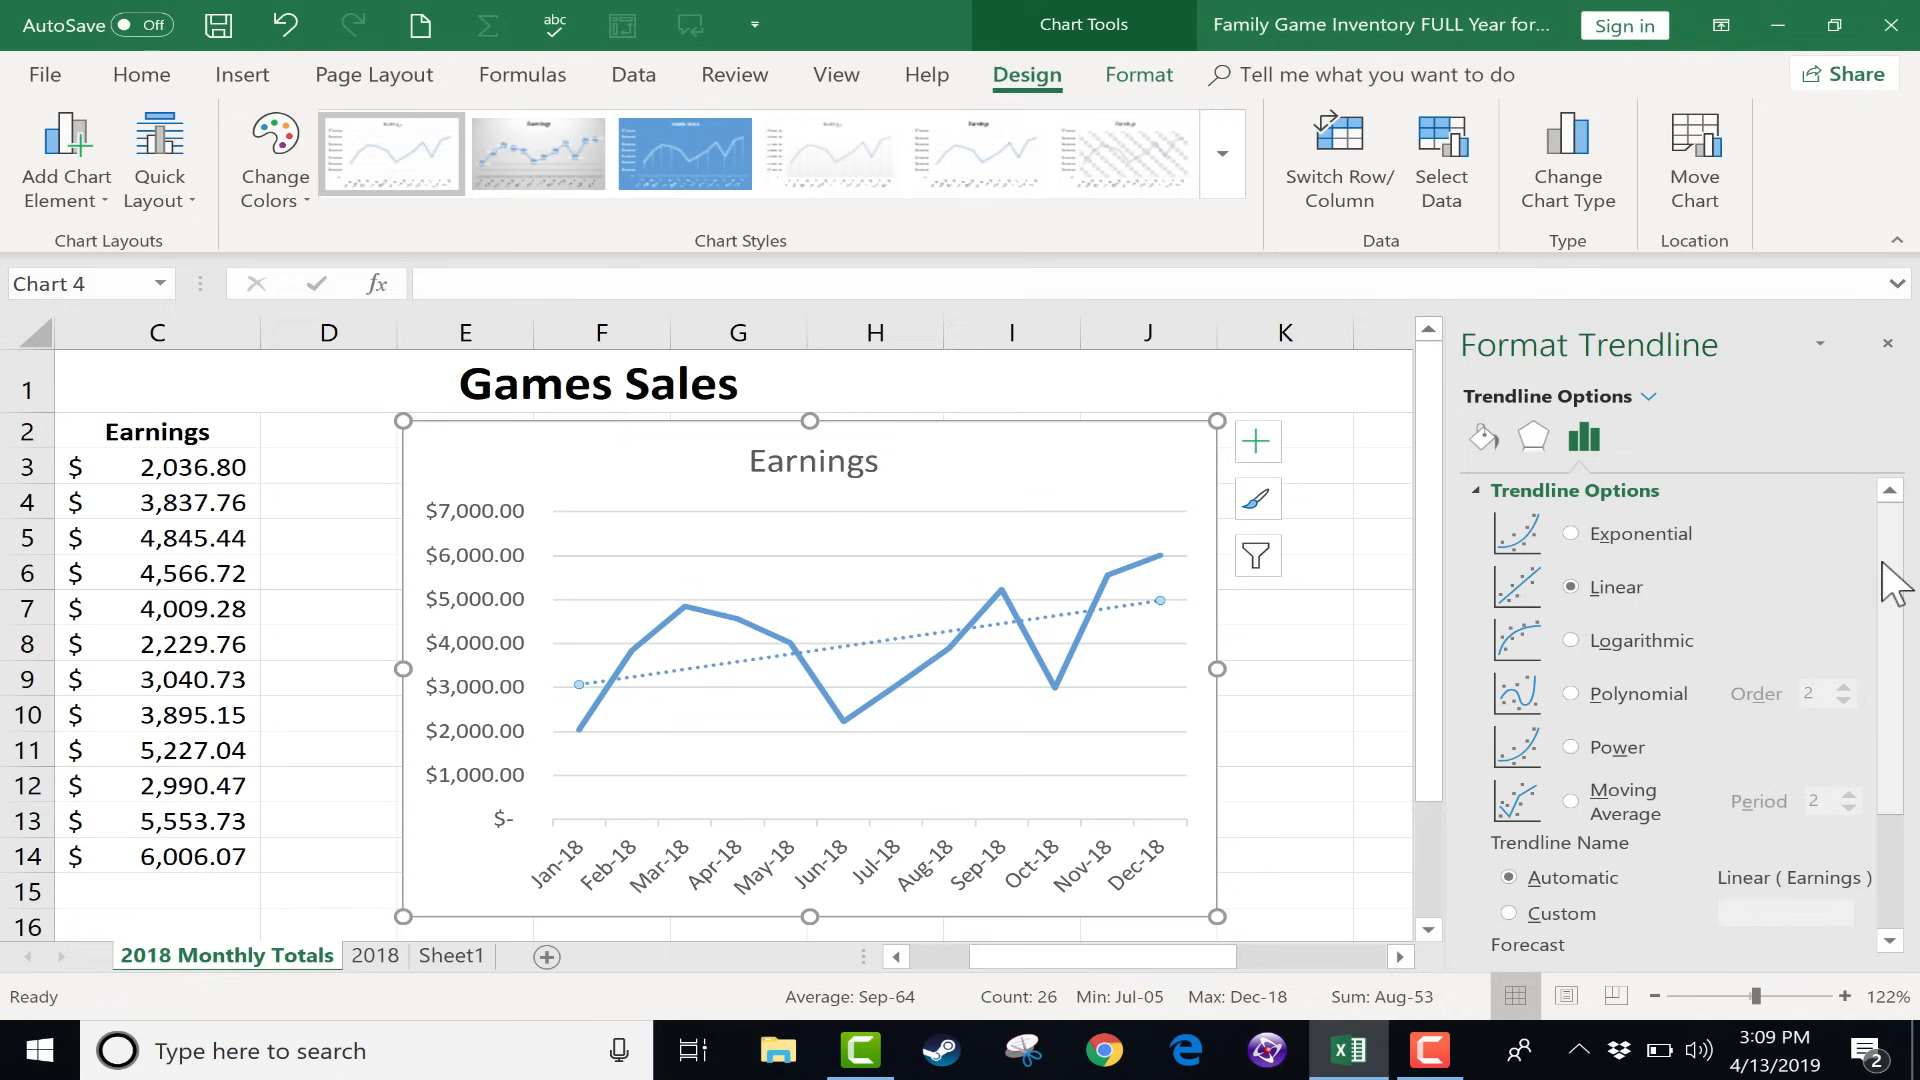 AutoSave Off
abc
Chart Tools
Family Game Inventory FULL Year for...
Sign in
File Home Insert Page Layout Formulas Data Review View Help Design Format Tell me what you want to do Share
Add Chart Element
Quick Layout
Change Colors
Switch Row/ Column
Select Data
Change Chart Type
Move Chart
Chart Layouts
Chart Styles
Data
Type
Location
Chart 4
fx
C D E F G H I J K
1 Games Sales
2 Earnings
3 $ 2,036.80
4 $ 3,837.76
5 $ 4,845.44
6 $ 4,566.72
7 $ 4,009.28
8 $ 2,229.76
9 $ 3,040.73
10 $ 3,895.15
11 $ 5,227.04
12 $ 2,990.47
13 $ 5,553.73
14 $ 6,006.07
15
16
Earnings
$7,000.00
$6,000.00
$5,000.00
$4,000.00
$3,000.00
$2,000.00
$1,000.00
$-
Jan-18 Feb-18 Mar-18 Apr-18 May-18 Jun-18 Jul-18 Aug-18 Sep-18 Oct-18 Nov-18 Dec-18
Format Trendline
Trendline Options
Trendline Options
Exponential
Linear
Logarithmic
Polynomial Order 2
Power
Moving Average Period 2
Trendline Name
Automatic Linear ( Earnings )
Custom
Forecast
2018 Monthly Totals 2018 Sheet1
Ready Average: Sep-64 Count: 26 Min: Jul-05 Max: Dec-18 Sum: Aug-53 122%
Type here to search
3:09 PM
4/13/2019
2